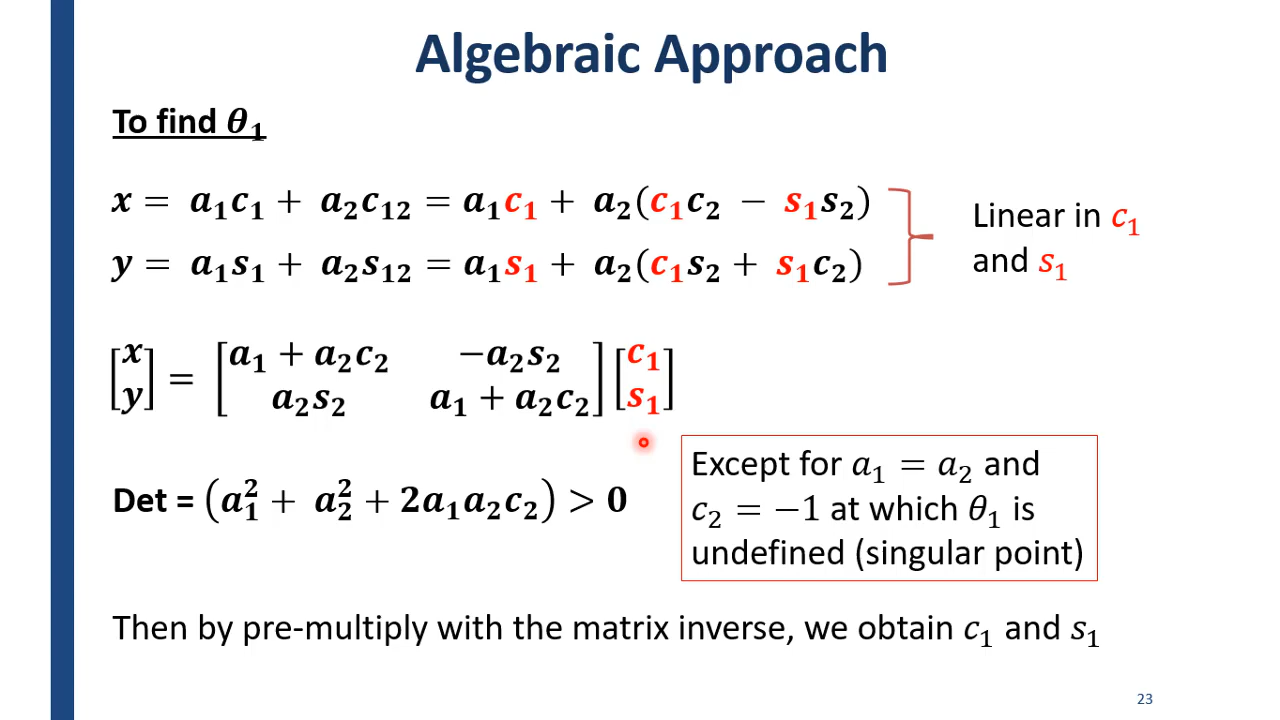 Algebraic Approach
To find θ₁
x = a₁c₁ + a₂c₁₂ = a₁c₁ + a₂(c₁c₂ − s₁s₂)
y = a₁s₁ + a₂s₁₂ = a₁s₁ + a₂(c₁s₂ + s₁c₂)
Linear in c₁
and s₁
[x y] = [a₁ + a₂c₂ −a₂s₂ a₂s₂ a₁ + a₂c₂] [c₁ s₁]
Det = (a₁² + a₂² + 2a₁a₂c₂) > 0
Except for a₁ = a₂ and
c₂ = −1 at which θ₁ is
undefined (singular point)
Then by pre-multiply with the matrix inverse, we obtain c₁ and s₁
23